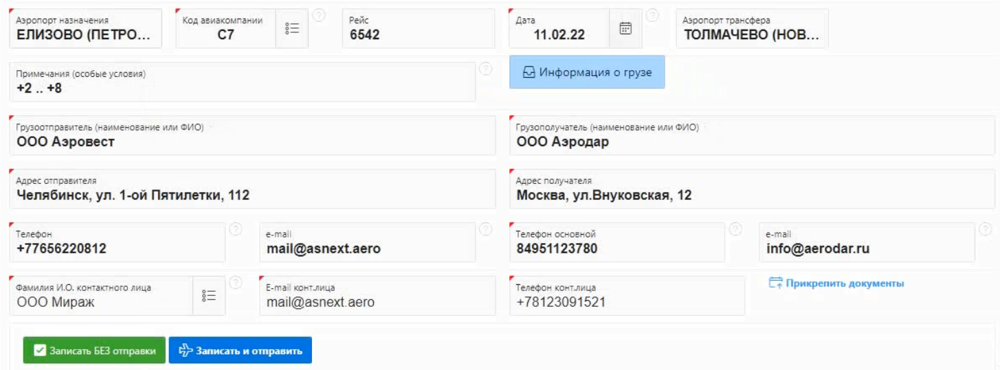 Аэропорт назначения
ЕЛИЗОВО (ПЕТРО...
Код авиакомпании
С7
Рейс
6542
Дата
11.02.22
Аэропорт трансфера
ТОЛМАЧЕВО (НОВ...
Примечания (особые условия)
+2 .. +8
Информация о грузе
Грузоотправитель (наименование или ФИО)
ООО Аэровест
Грузополучатель (наименование или ФИО)
ООО Аэродар
Адрес отправителя
Челябинск, ул. 1-ой Пятилетки, 112
Адрес получателя
Москва, ул.Внуковская, 12
Телефон
+77656220812
e-mail
mail@asnext.aero
Телефон основной
84951123780
e-mail
info@aerodar.ru
Фамилия И.О. контактного лица
ООО Мираж
E-mail конт.лица
mail@asnext.aero
Телефон конт.лица
+78123091521
Прикрепить документы
Записать БЕЗ отправки
Записать и отправить